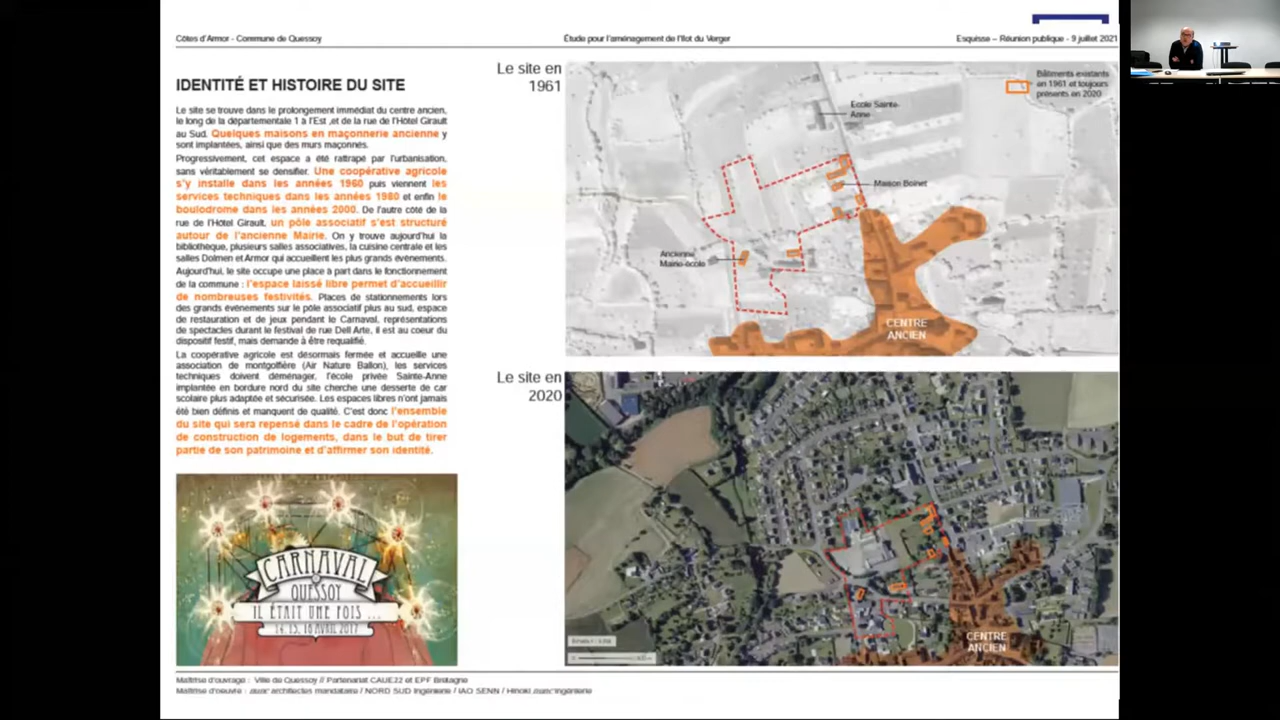 Côtes d'Armor - Commune de Quessoy
Étude pour l'aménagement de l'îlot du Verger
Esquisse – Réunion publique - 9 juillet 2021
IDENTITÉ ET HISTOIRE DU SITE
Le site se trouve dans le prolongement immédiat du centre ancien,
le long de la départementale 1 à l'Est ,et de la rue de l'Hôtel Girault
au Sud. Quelques maisons en maçonnerie ancienne y
sont implantées, ainsi que des murs maçonnés.
Progressivement, cet espace a été rattrapé par l'urbanisation,
sans véritablement se densifier. Une coopérative agricole
s'y installe dans les années 1960 puis viennent les
services techniques dans les années 1980 et enfin le
boulodrome dans les années 2000. De l'autre côté de la
rue de l'Hôtel Girault, un pôle associatif s'est structuré
autour de l'ancienne Mairie. On y trouve aujourd'hui la
bibliothèque, plusieurs salles associatives, la cuisine centrale et les
salles Dolmen et Armor qui accueillent les plus grands événements.
Aujourd'hui, le site occupe une place à part dans le fonctionnement
de la commune : l'espace laissé libre permet d'accueillir
de nombreuses festivités. Places de stationnements lors
des grands événements sur le pôle associatif plus au sud, espace
de restauration et de jeux pendant le Carnaval, représentations
de spectacles durant le festival de rue Dell Arte, il est au coeur du
dispositif festif, mais demande à être requalifié.
La coopérative agricole est désormais fermée et accueille une
association de montgolfière (Air Nature Ballon), les services
techniques doivent déménager, l'école privée Sainte-Anne
implantée en bordure nord du site cherche une desserte de car
scolaire plus adaptée et sécurisée. Les espaces libres n'ont jamais
été bien définis et manquent de qualité. C'est donc l'ensemble
du site qui sera repensé dans le cadre de l'opération
de construction de logements, dans le but de tirer
partie de son patrimoine et d'affirmer son identité.
CARNAVAL
QUESSOY
IL ÉTAIT UNE FOIS ...
14, 15, 16 AVRIL 2017
Le site en
1961
Bâtiments existants
en 1961 et toujours
présents en 2020
Ecole Sainte-
Anne
Maison Boinet
Ancienne
Mairie-école
CENTRE
ANCIEN
Le site en
2020
CENTRE
ANCIEN
Maîtrise d'ouvrage : Ville de Quessoy // Partenariat CAUE22 et EPF Bretagne
Maîtrise d'oeuvre : architectes mandataire / NORD SUD Ingénierie / IAO SENN /